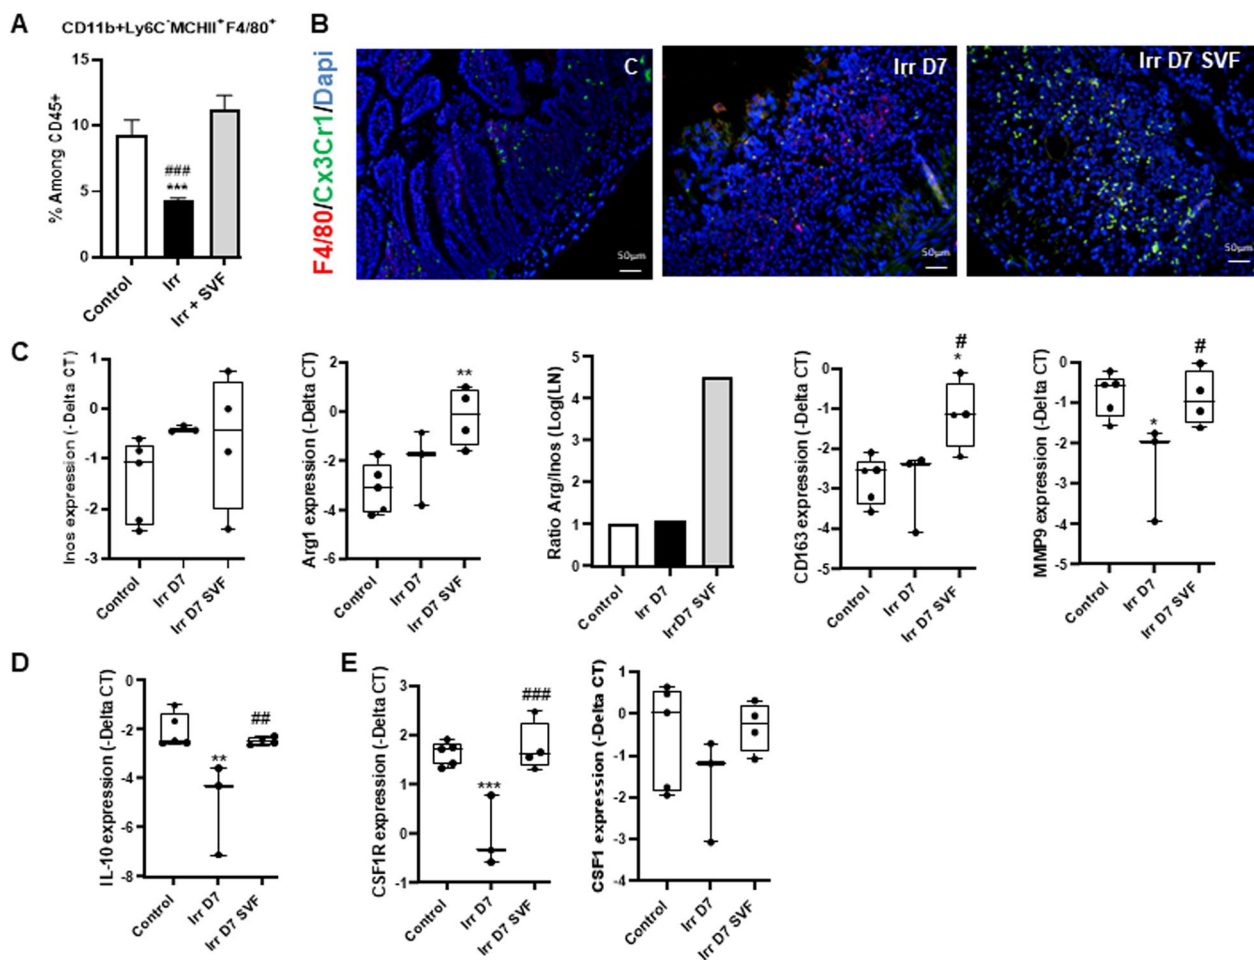 A
CD11b+Ly6C-MCHII+F4/80+
% Among CD45+
15
10
5
0
###
***
Control
Irr
Irr + SVF
B
F4/80/Cx3Cr1/Dapi
C
50µm
Irr D7
50µm
Irr D7 SVF
50µm
C
Inos expression (-Delta CT)
1
0
-1
-2
-3
Control
Irr D7
Irr D7 SVF
Arg1 expression (-Delta CT)
2
0
-2
-4
-6
**
Control
Irr D7
Irr D7 SVF
Ratio Arg/Inos (Log(LN)
5
4
3
2
1
0
Control
Irr D7
IrrD7 SVF
CD163 expression (-Delta CT)
0
-1
-2
-3
-4
-5
#
*
Control
Irr D7
Irr D7 SVF
MMP9 expression (-Delta CT)
0
-1
-2
-3
-4
-5
*
#
Control
Irr D7
Irr D7 SVF
D
IL-10 expression (-Delta CT)
0
-2
-4
-6
-8
**
##
Control
Irr D7
Irr D7 SVF
E
CSF1R expression (-Delta CT)
3
2
1
0
-1
***
###
Control
Irr D7
Irr D7 SVF
CSF1 expression (-Delta CT)
1
0
-1
-2
-3
-4
Control
Irr D7
Irr D7 SVF